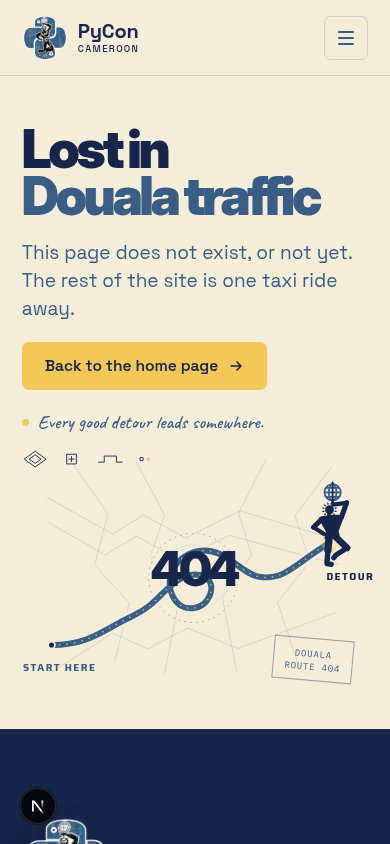 PyCon
CAMEROON
Lost in
Douala traffic
This page does not exist, or not yet.
The rest of the site is one taxi ride
away.
Back to the home page →
Every good detour leads somewhere.
404
DETOUR
START HERE
DOUALA
ROUTE 404
N